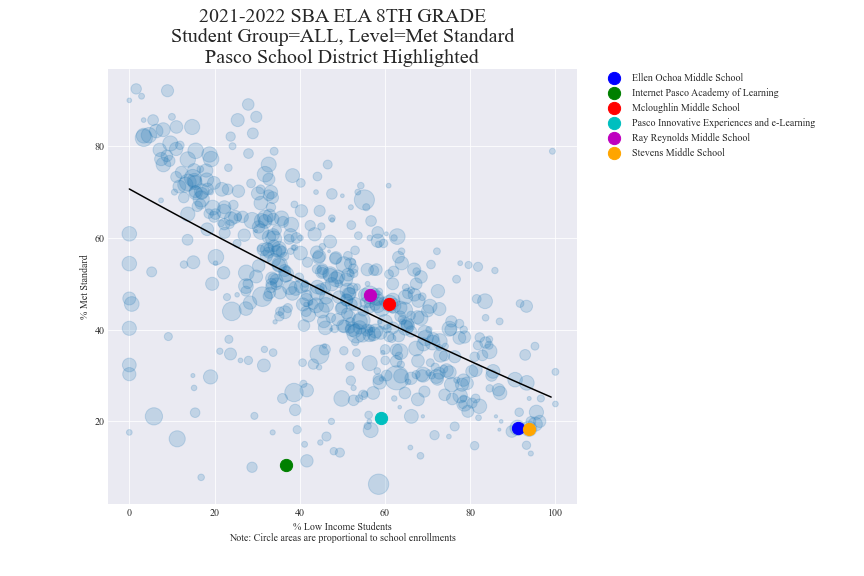 2021-2022 SBA ELA 8TH GRADE
Student Group=ALL, Level=Met Standard
Pasco School District Highlighted
Ellen Ochoa Middle School
Internet Pasco Academy of Learning
Mcloughlin Middle School
Pasco Innovative Experiences and e-Learning
Ray Reynolds Middle School
Stevens Middle School
80
60
40
20
% Met Standard
0 20 40 60 80 100
% Low Income Students
Note: Circle areas are proportional to school enrollments